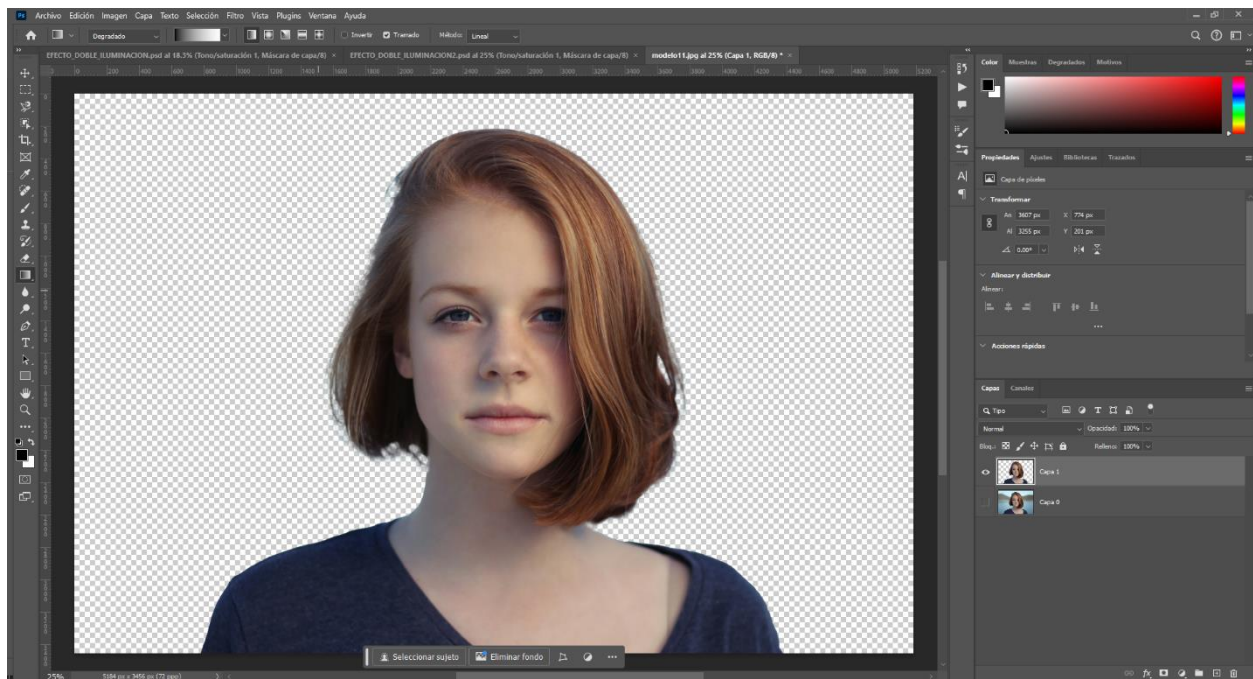 Ps Archivo Edición Imagen Capa Texto Selección Filtro Vista Plugins Ventana Ayuda
Degradado Invertir Tramado Método: Lineal
EFECTO_DOBLE_ILUMINACION.psd al 18.3% (Tono/saturación 1, Máscara de capa/8) × EFECTO_DOBLE_ILUMINACION2.psd al 25% (Tono/saturación 1, Máscara de capa/8) × modelo11.jpg al 25% (Capa 1, RGB/8) * ×
Color Muestras Degradados Motivos
Propiedades Ajustes Bibliotecas Trazados
Capa de píxeles
Transformar
An 3607 px X 774 px
Al 3255 px Y 201 px
0.00°
Alinear y distribuir
Alinear:
Acciones rápidas
Capas Canales
Tipo
Normal Opacidad: 100%
Bloq.: Relleno: 100%
Capa 1
Capa 0
Seleccionar sujeto Eliminar fondo
25% 5184 px x 3456 px (72 ppp)